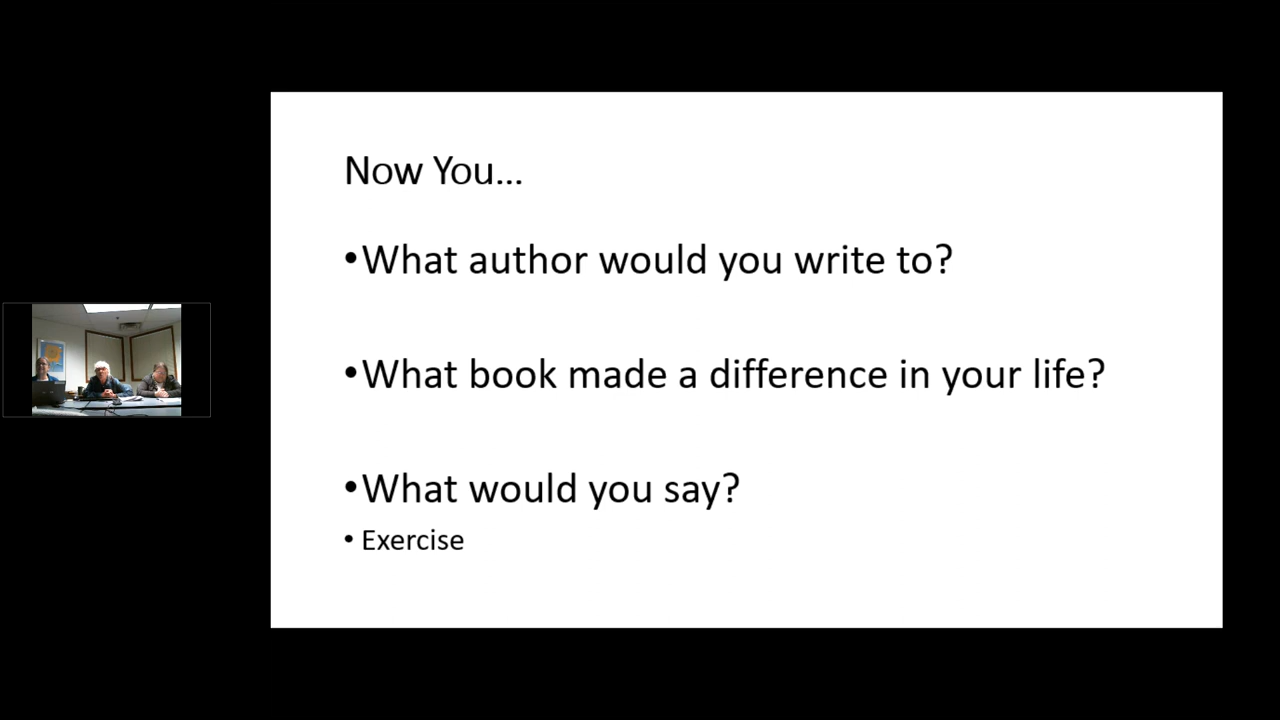 Now You...
•What author would you write to?
•What book made a difference in your life?
•What would you say?
• Exercise